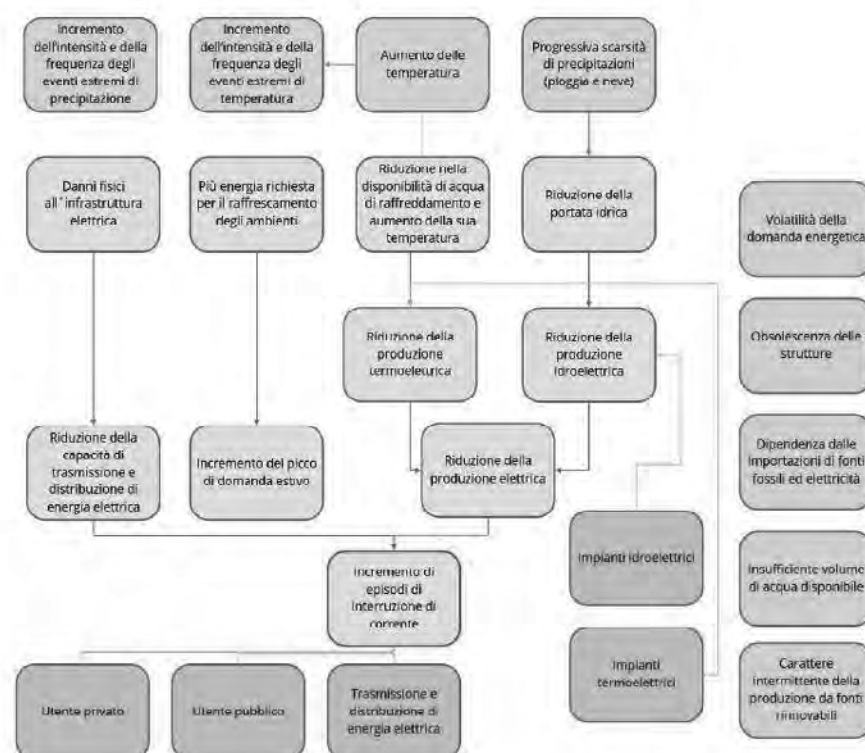 Incremento
dell'intensità e della
frequenza degli
eventi estremi di
precipitazione
Incremento
dell'intensità e della
frequenza degli
eventi estremi di
temperatura
Aumento delle
temperatura
Progressiva scarsità
di precipitazioni
(pioggia e neve)
Danni fisici
all'infrastruttura
elettrica
Più energia richiesta
per il raffrescamento
degli ambienti
Riduzione nella
disponibilità di acqua
di raffreddamento e
aumento della sua
temperatura
Riduzione della
portata idrica
Volatilità della
domanda energetica
Riduzione della
produzione
termoelettrica
Riduzione della
produzione
idroelettrica
Obsolescenza delle
strutture
Riduzione della
capacità di
trasmissione e
distribuzione di
energia elettrica
Incremento del picco
di domanda estivo
Riduzione della
produzione elettrica
Dipendenza dalle
importazioni di fonti
fossili ed elettricità
Incremento di
episodi di
interruzione di
corrente
Impianti idroelettrici
Insufficiente volume
di acqua disponibile
Utente privato
Utente pubblico
Trasmissione e
distribuzione di
energia elettrica
Impianti
termoelettrici
Carattere
intermittente della
produzione da fonti
rinnovabili